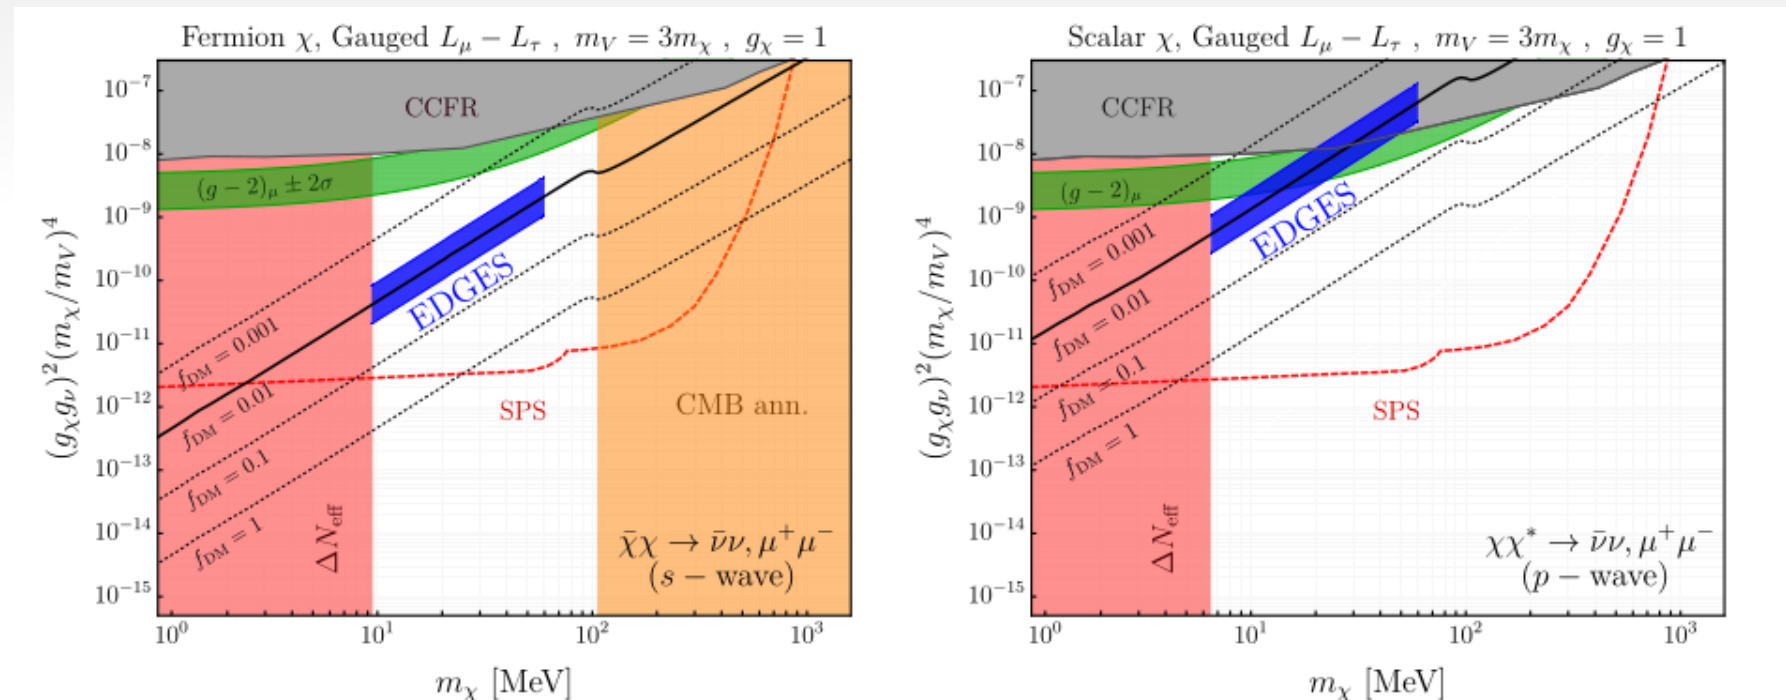 Fermion χ, Gauged L_μ − L_τ , m_V = 3m_χ , g_χ = 1
10^{-7}
10^{-8}
10^{-9}
10^{-10}
10^{-11}
10^{-12}
10^{-13}
10^{-14}
10^{-15}
(g_χ g_ν)^2 (m_χ/m_V)^4
CCFR
(g − 2)_μ ± 2σ
EDGES
f_DM = 0.001
f_DM = 0.01
f_DM = 0.1
f_DM = 1
SPS
CMB ann.
ΔN_eff
χ̄χ → ν̄ν, μ^+μ^−
(s − wave)
10^0
10^1
10^2
10^3
m_χ [MeV]
Scalar χ, Gauged L_μ − L_τ , m_V = 3m_χ , g_χ = 1
10^{-7}
10^{-8}
10^{-9}
10^{-10}
10^{-11}
10^{-12}
10^{-13}
10^{-14}
10^{-15}
(g_χ g_ν)^2 (m_χ/m_V)^4
CCFR
(g − 2)_μ
EDGES
f_DM = 0.001
f_DM = 0.01
f_DM = 0.1
f_DM = 1
SPS
ΔN_eff
χχ^* → ν̄ν, μ^+μ^−
(p − wave)
10^0
10^1
10^2
10^3
m_χ [MeV]